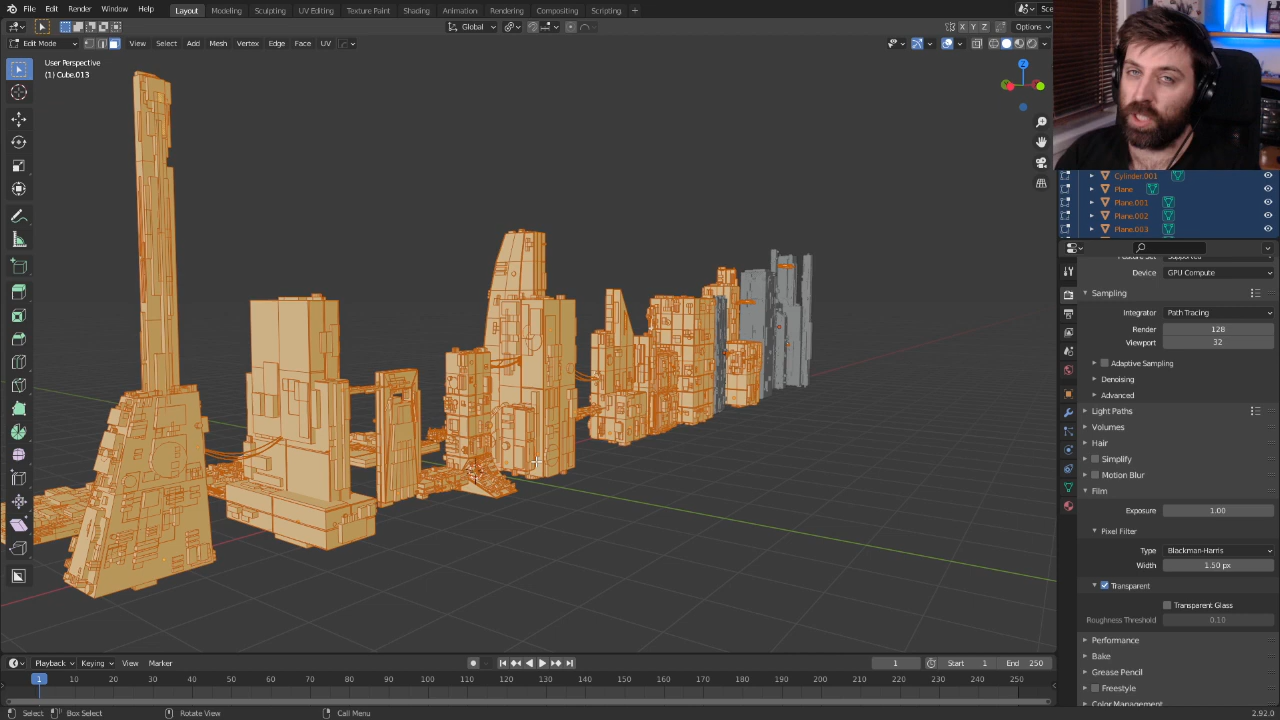 File Edit Render Window Help Layout Modeling Sculpting UV Editing Texture Paint Shading Animation Rendering Compositing Scripting + Sce
Global X Y Z Options
Edit Mode View Select Add Mesh Vertex Edge Face UV
User Perspective
(1) Cube.013
Z
Cylinder.001
Plane
Plane.001
Plane.002
Plane.003
Device GPU Compute
Sampling
Integrator Path Tracing
Render 128
Viewport 32
Adaptive Sampling
Denoising
Advanced
Light Paths
Volumes
Hair
Simplify
Motion Blur
Film
Exposure 1.00
Pixel Filter
Type Blackman-Harris
Width 1.50 px
Transparent
Transparent Glass
Roughness Threshold 0.10
Performance
Bake
Grease Pencil
Freestyle
Color Management
Playback Keying View Marker 1 Start 1 End 250
1 10 20 30 40 50 60 70 80 90 100 110 120 130 140 150 160 170 180 190 200 210 220 230 240 250
Select Box Select Rotate View Call Menu 2.92.0